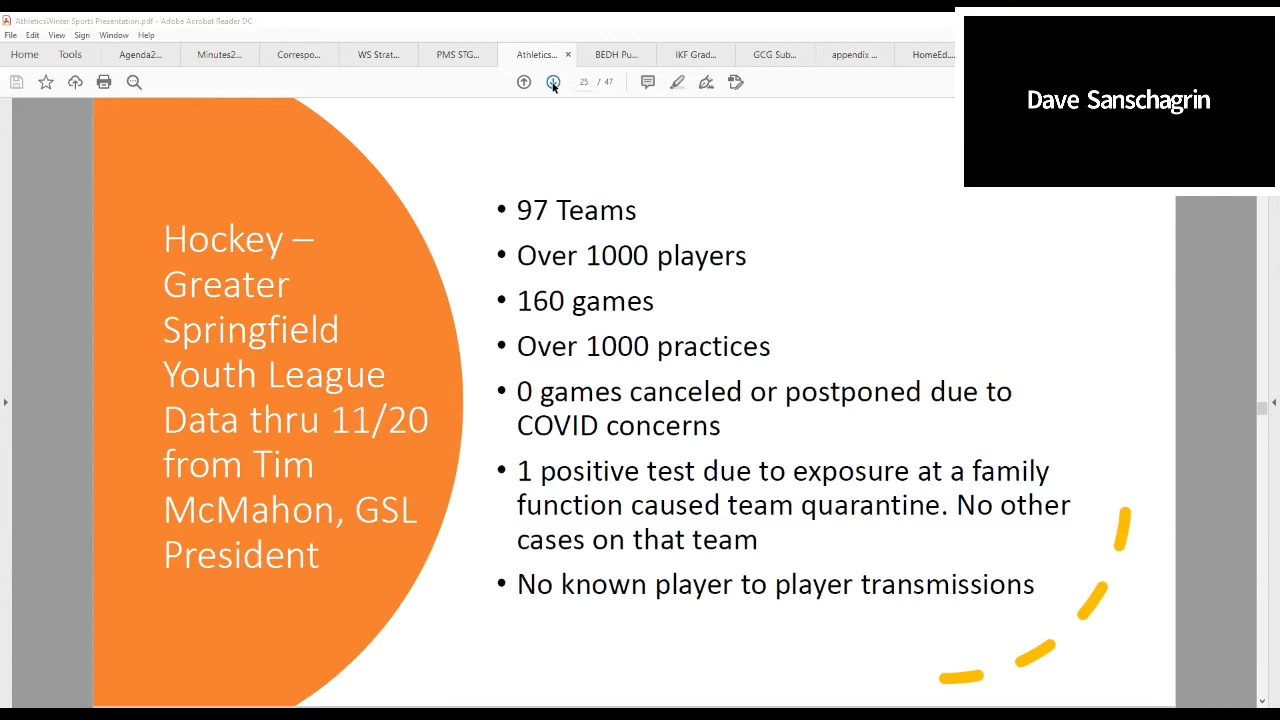 AthleticsWinter Sports Presentation.pdf - Adobe Acrobat Reader DC
File Edit View Sign Window Help
Home Tools Agenda2... Minutes2... Correspo... WS Strat... PMS STG... Athletics... × BEDH Pu... IKF Grad... GCG Sub... appendix ... HomeEd...
25 / 47
Dave Sanschagrin
Hockey –
Greater
Springfield
Youth League
Data thru 11/20
from Tim
McMahon, GSL
President
• 97 Teams
• Over 1000 players
• 160 games
• Over 1000 practices
• 0 games canceled or postponed due to
COVID concerns
• 1 positive test due to exposure at a family
function caused team quarantine. No other
cases on that team
• No known player to player transmissions